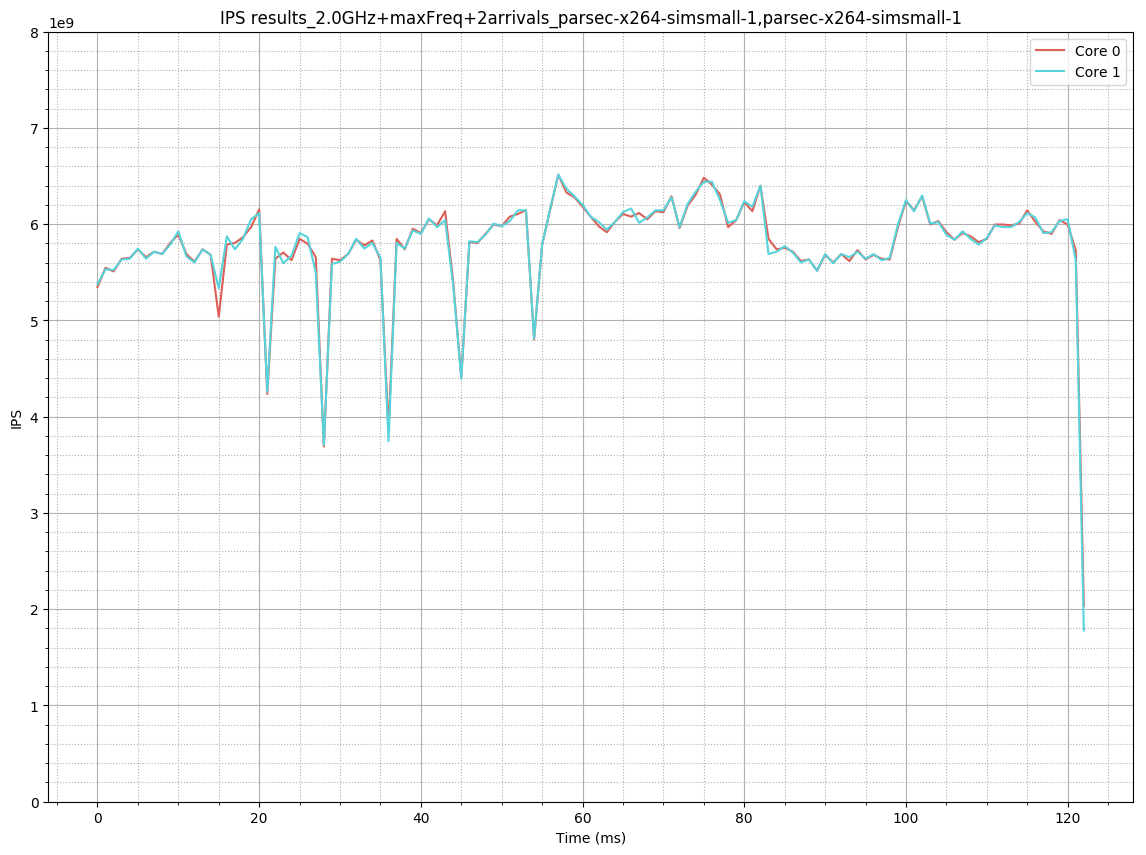 IPS results_2.0GHz+maxFreq+2arrivals_parsec-x264-simsmall-1,parsec-x264-simsmall-1
1e9
Core 0
Core 1
8
7
6
5
4
3
2
1
0
IPS
0 20 40 60 80 100 120
Time (ms)